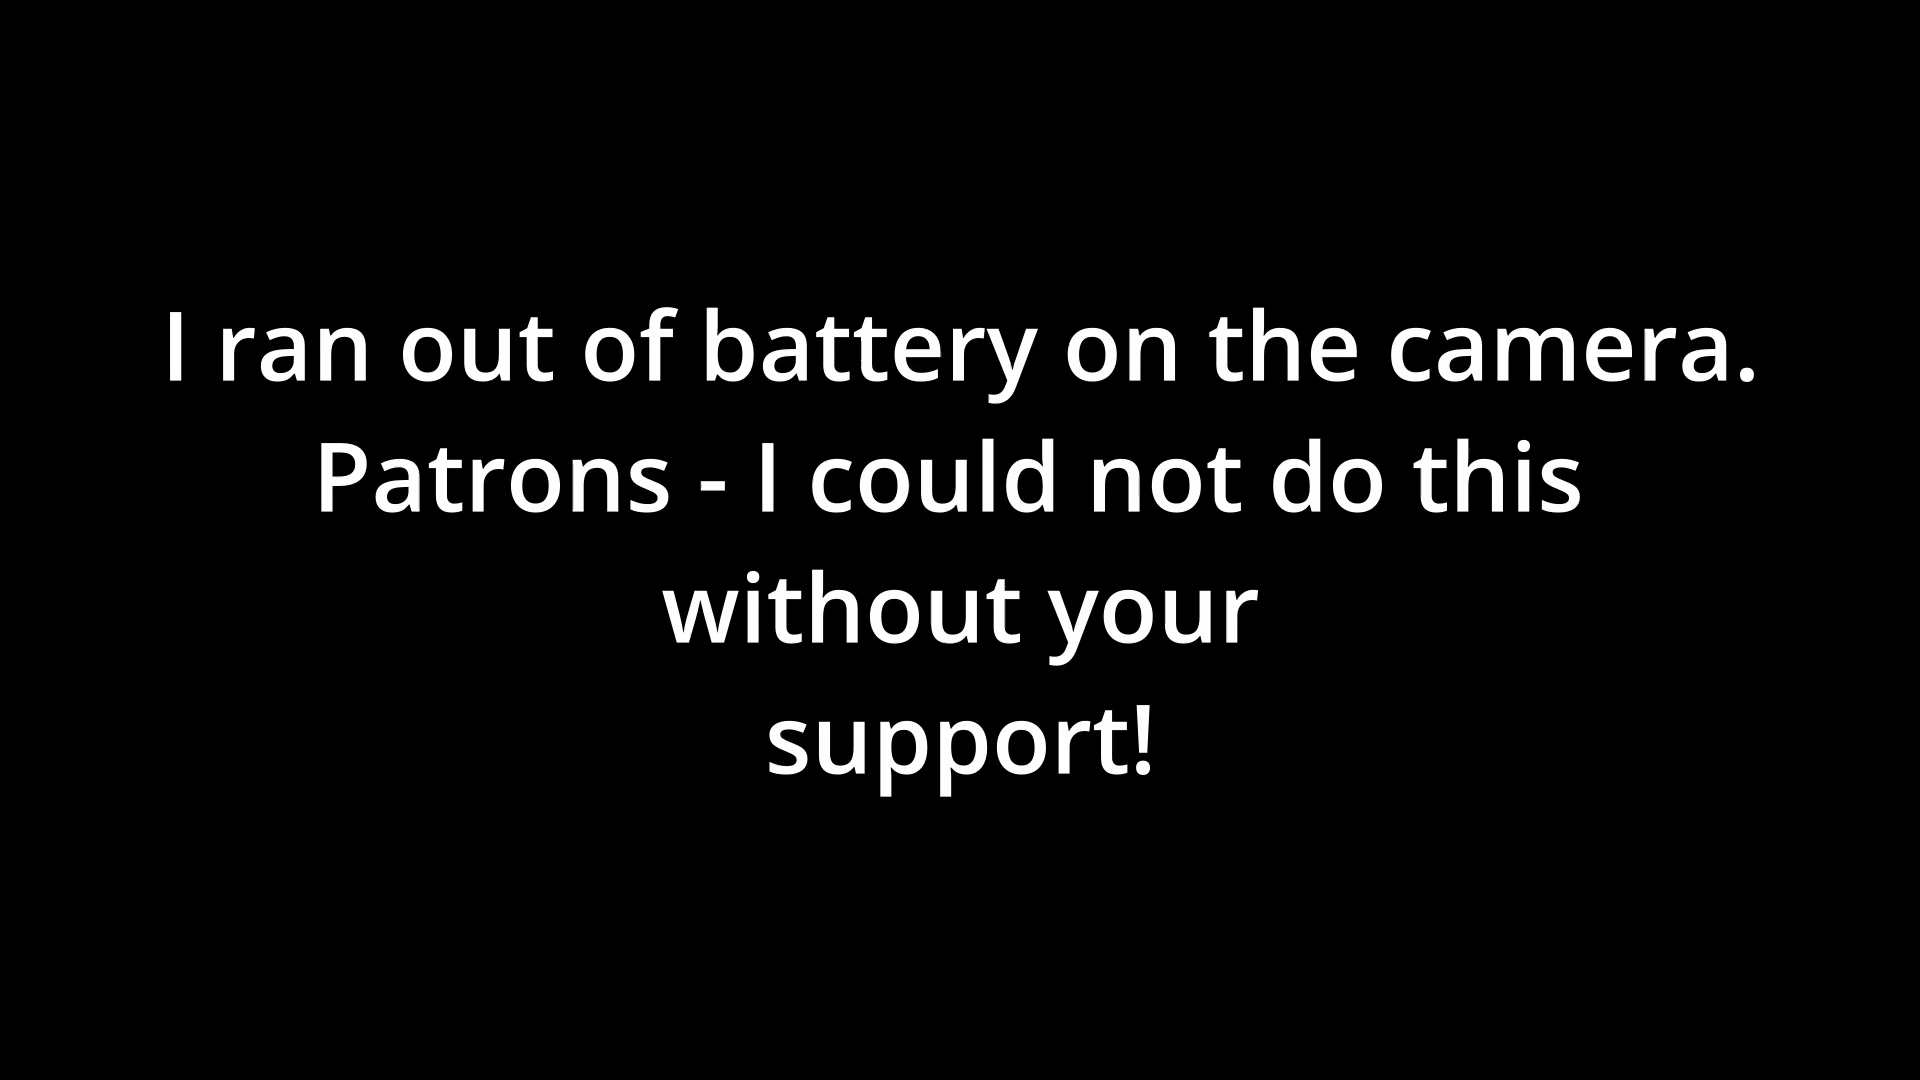 I ran out of battery on the camera.
Patrons - I could not do this
without your
support!